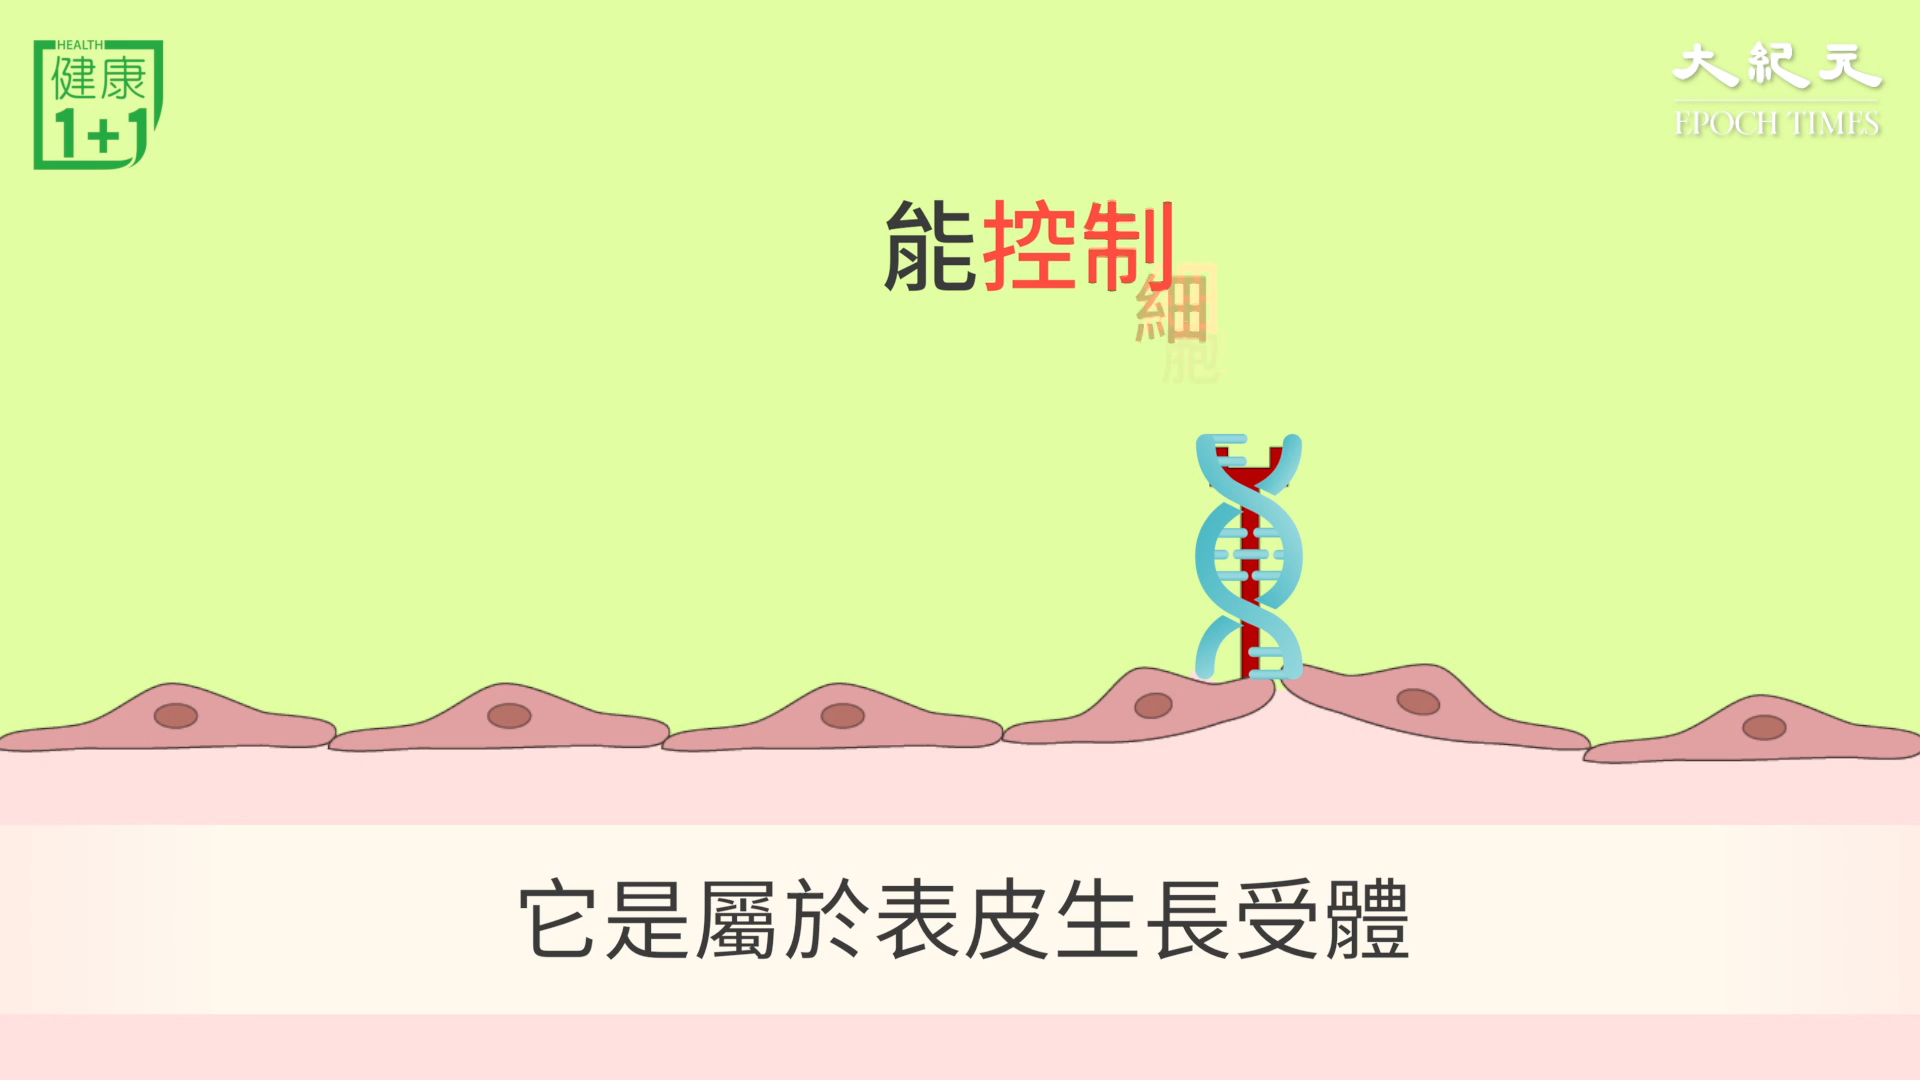 HEALTH
健康
1+1
大紀元
EPOCH TIMES
能控制
細
胞
它是屬於表皮生長受體